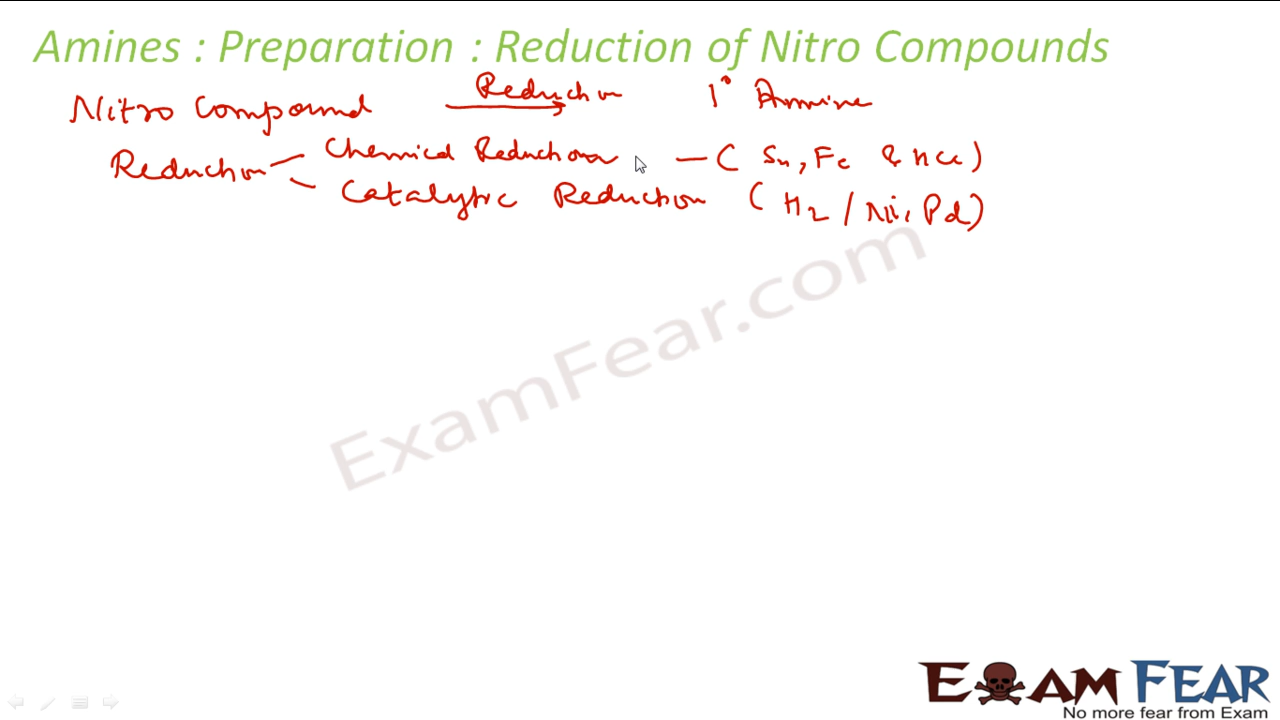 Amines : Preparation : Reduction of Nitro Compounds
Nitro Compound Reduction 1° Amine
Reduction Chemical Reduction — ( Sn, Fe & HCl )
Catalytic Reduction ( H2 / Ni, Pd )
ExamFear.com
EXAM FEAR
No more fear from Exam